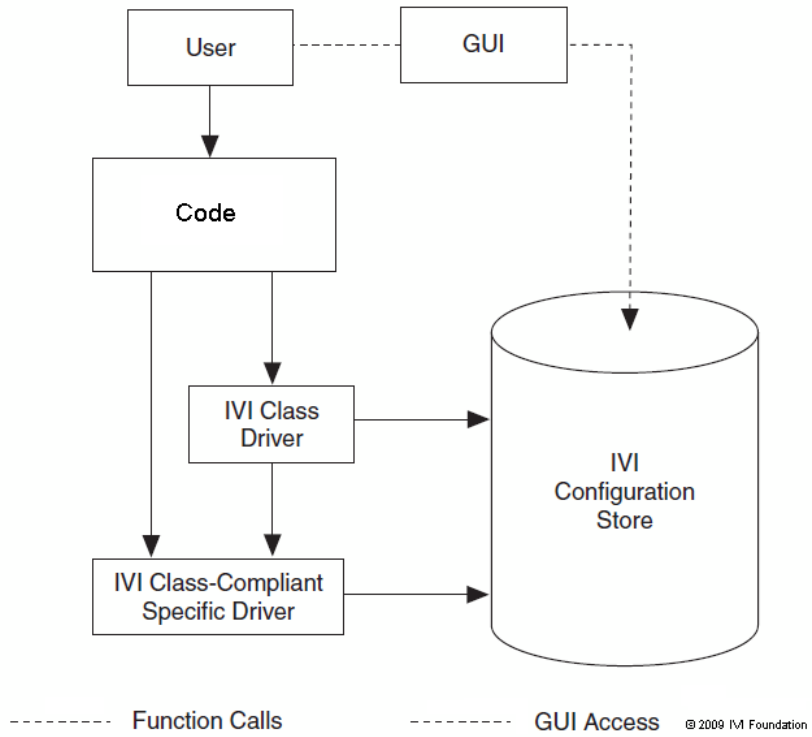 User
GUI
Code
IVI Class
Driver
IVI
Configuration
Store
IVI Class-Compliant
Specific Driver
Function Calls
GUI Access
© 2009 IVI Foundation